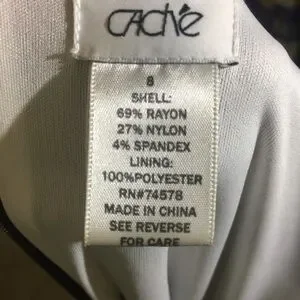 CAChé
8
SHELL:
69% RAYON
27% NYLON
4% SPANDEX
LINING:
100%POLYESTER
RN#74578
MADE IN CHINA
SEE REVERSE
FOR CARE